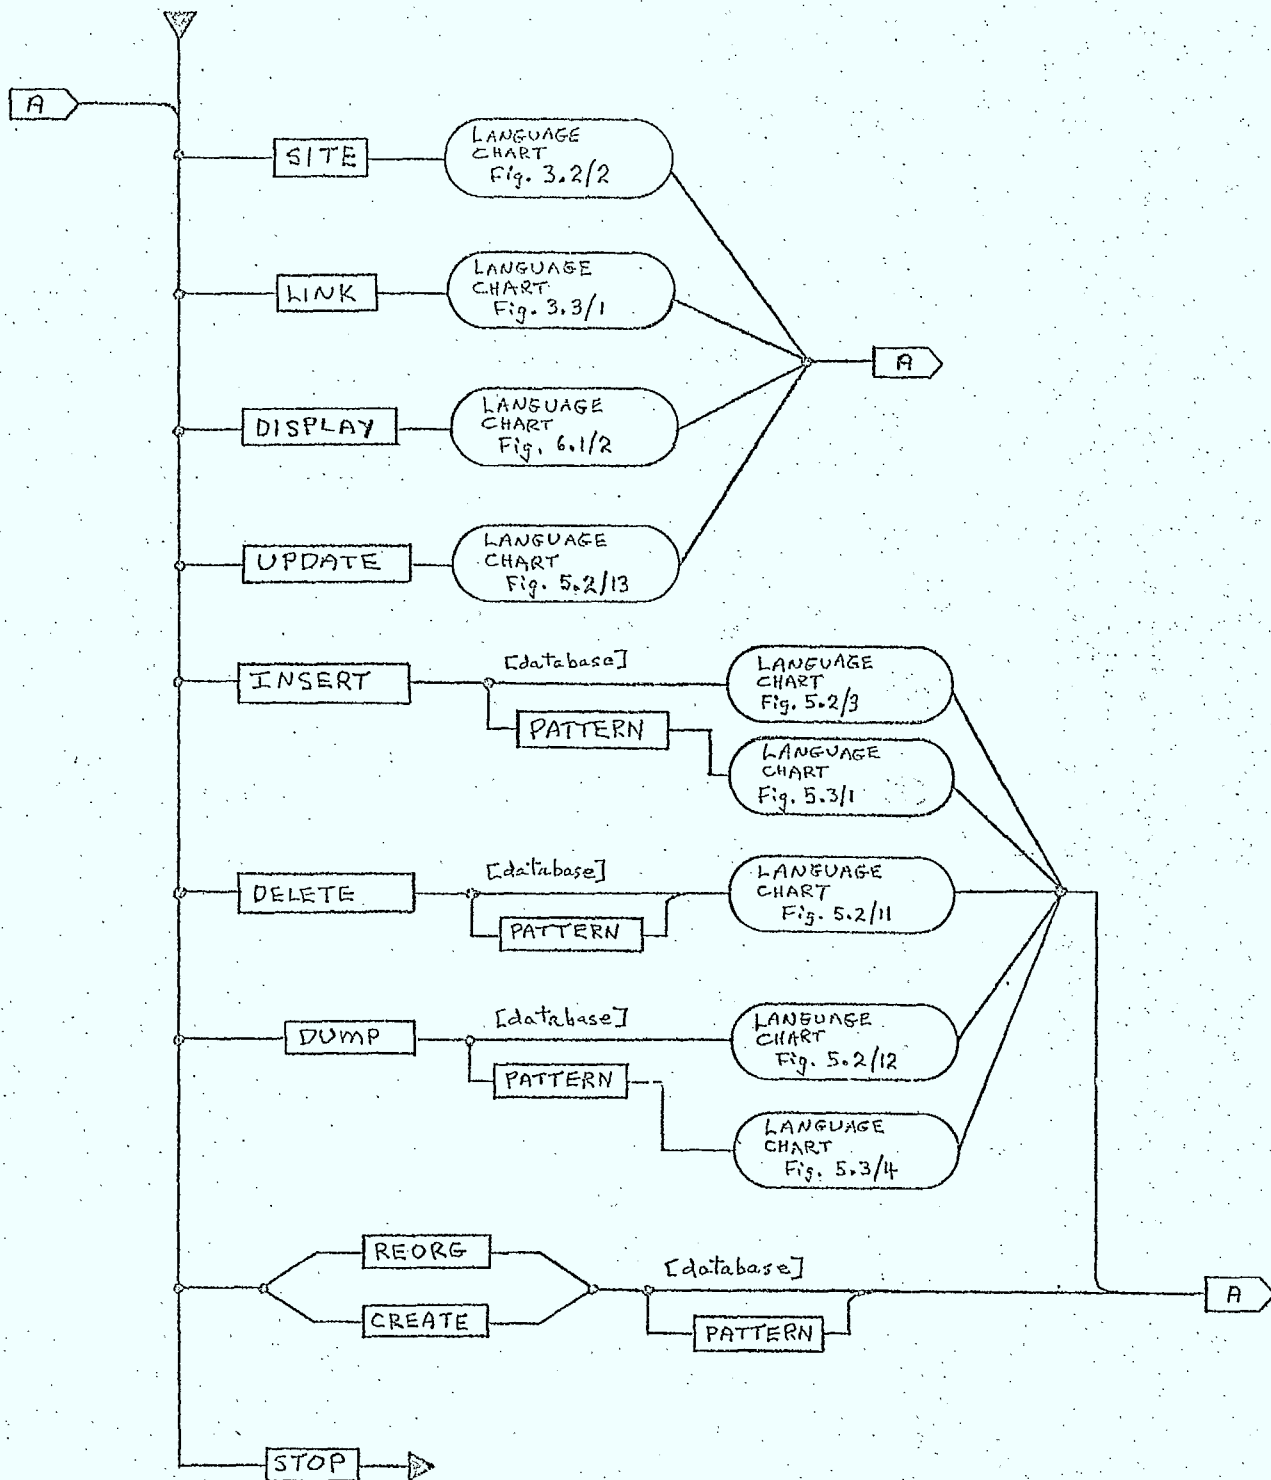 A
SITE
LANGUAGE
CHART
Fig. 3.2/2
LINK
LANGUAGE
CHART
Fig. 3.3/1
A
DISPLAY
LANGUAGE
CHART
Fig. 6.1/2
UPDATE
LANGUAGE
CHART
Fig. 5.2/13
INSERT
[database]
LANGUAGE
CHART
Fig. 5.2/3
PATTERN
LANGUAGE
CHART
Fig. 5.3/1
DELETE
[database]
LANGUAGE
CHART
Fig. 5.2/11
PATTERN
DUMP
[database]
LANGUAGE
CHART
Fig. 5.2/12
PATTERN
LANGUAGE
CHART
Fig. 5.3/4
REORG
[database]
A
CREATE
PATTERN
STOP